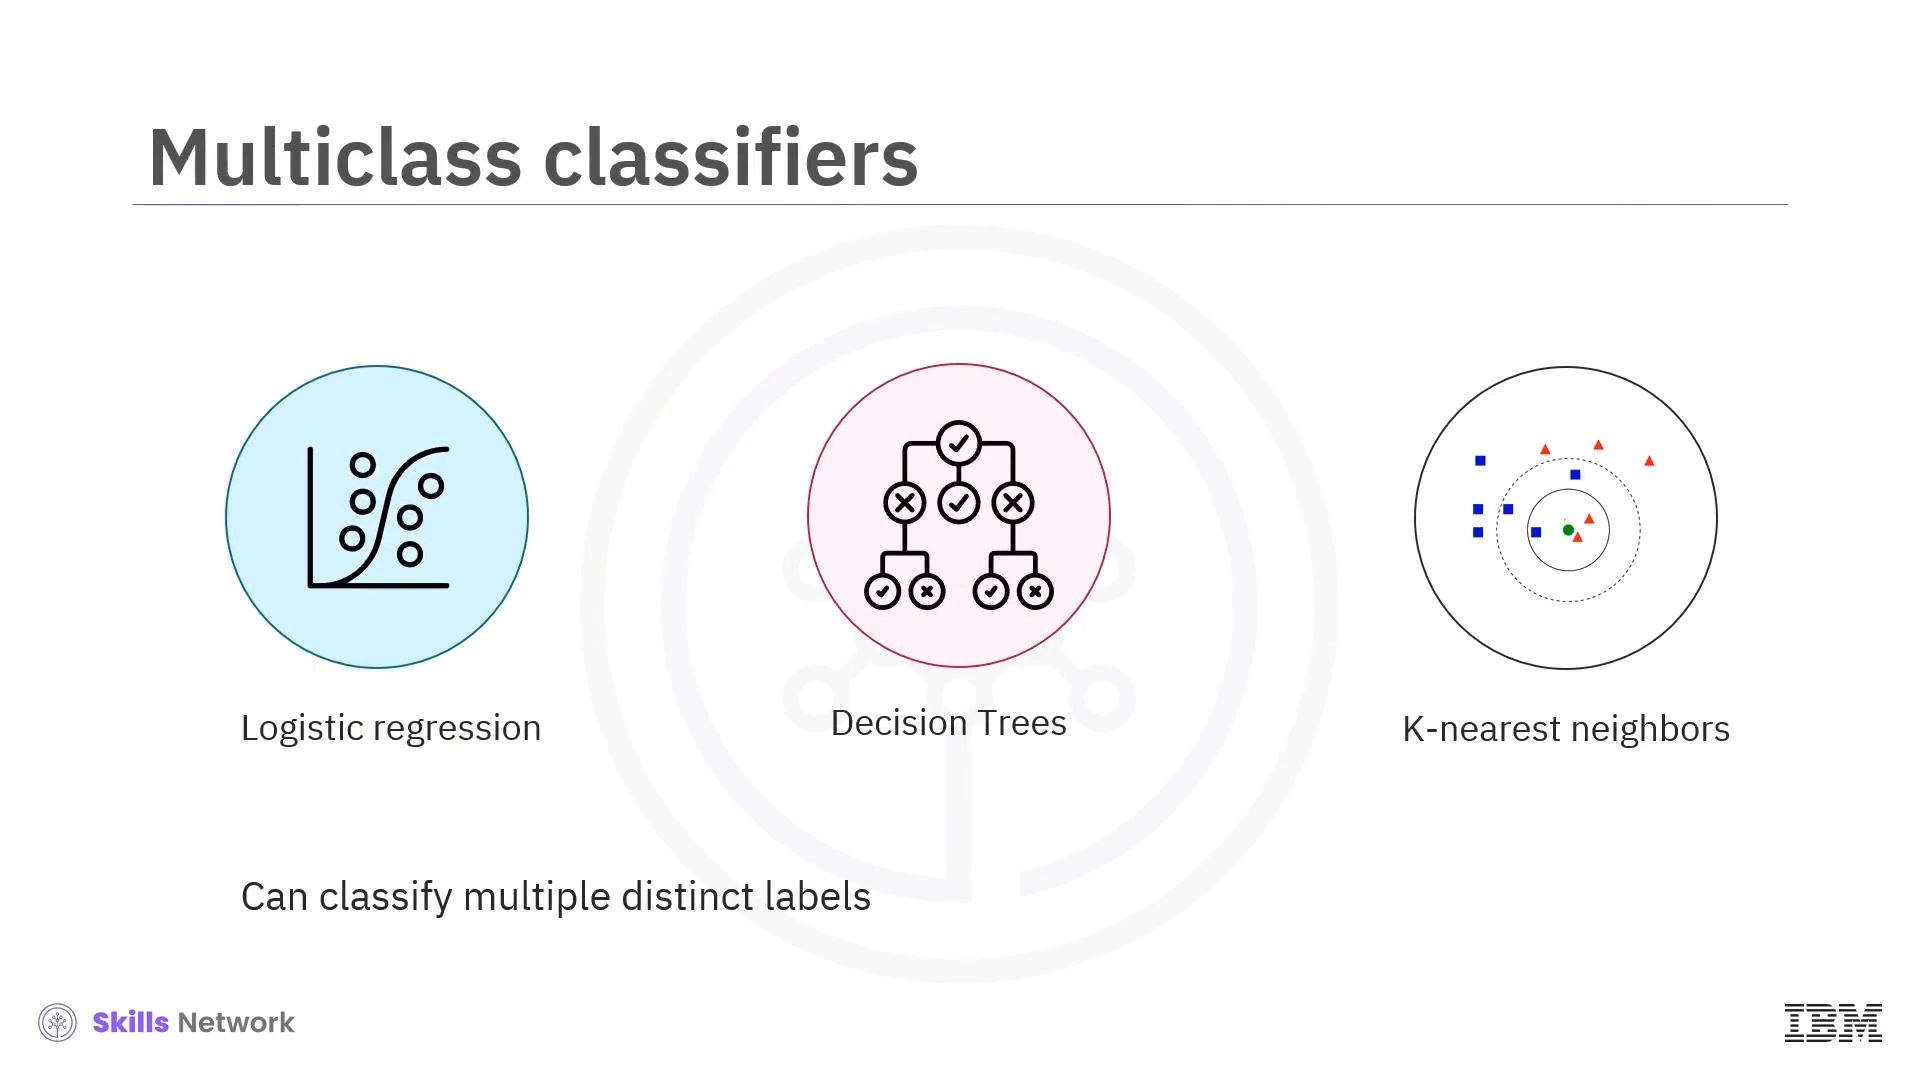 Multiclass classifiers
Logistic regression
Decision Trees
K-nearest neighbors
Can classify multiple distinct labels
Skills Network
IBM